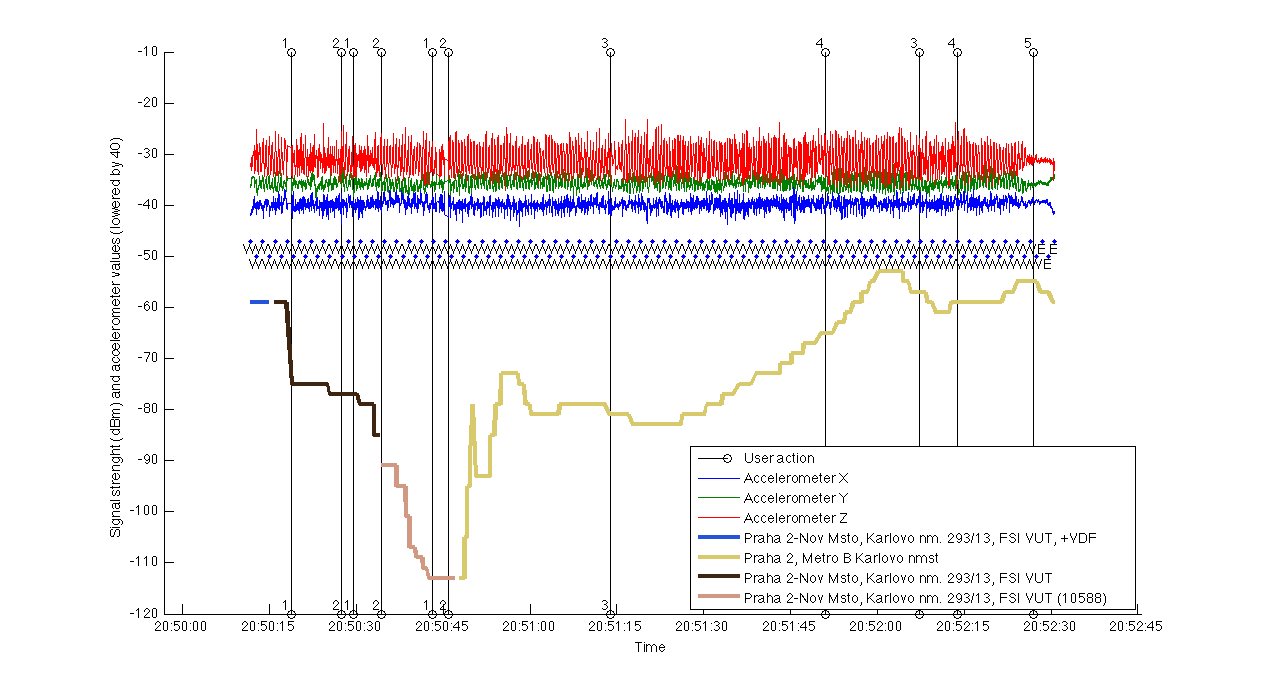 1 2 1 2 1 2 3 4 3 4 5
-10
-20
-30
-40
-50
-60
-70
-80
-90
-100
-110
-120
Signal strenght (dBm) and accelerometer values (lowered by 40)
E E
E
User action
Accelerometer X
Accelerometer Y
Accelerometer Z
Praha 2-Nov Msto, Karlovo nm. 293/13, FSI VUT, +VDF
Praha 2, Metro B Karlovo nmst
Praha 2-Nov Msto, Karlovo nm. 293/13, FSI VUT
Praha 2-Nov Msto, Karlovo nm. 293/13, FSI VUT (10588)
1 2 1 2 1 2 3
20:50:00 20:50:15 20:50:30 20:50:45 20:51:00 20:51:15 20:51:30 20:51:45 20:52:00 20:52:15 20:52:30 20:52:45
Time